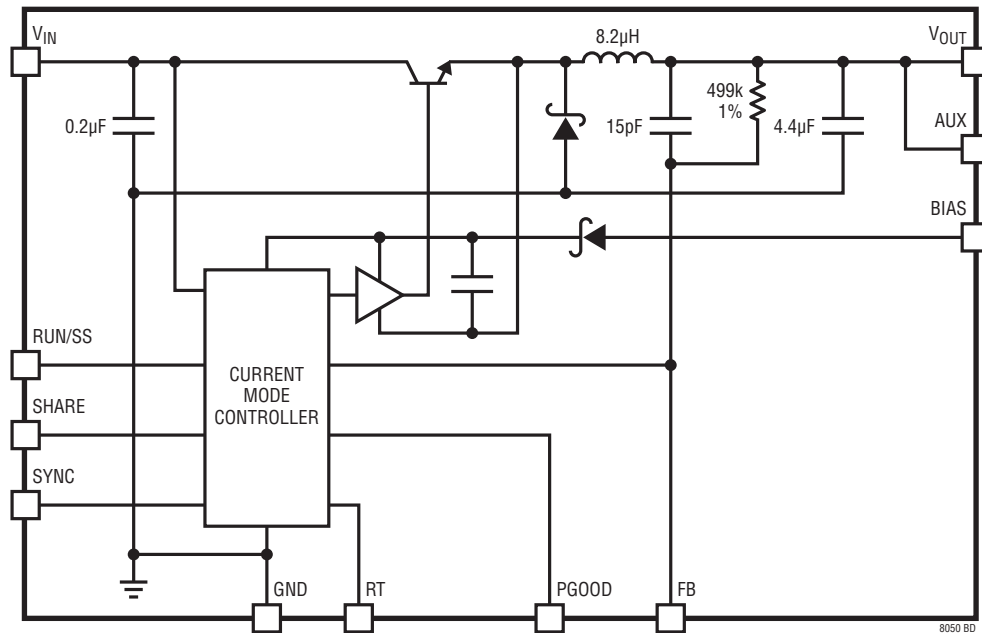 VIN
VOUT
8.2µH
499k
1%
0.2µF
15pF
4.4µF
AUX
BIAS
RUN/SS
CURRENT
MODE
CONTROLLER
SHARE
SYNC
GND
RT
PGOOD
FB
8050 BD